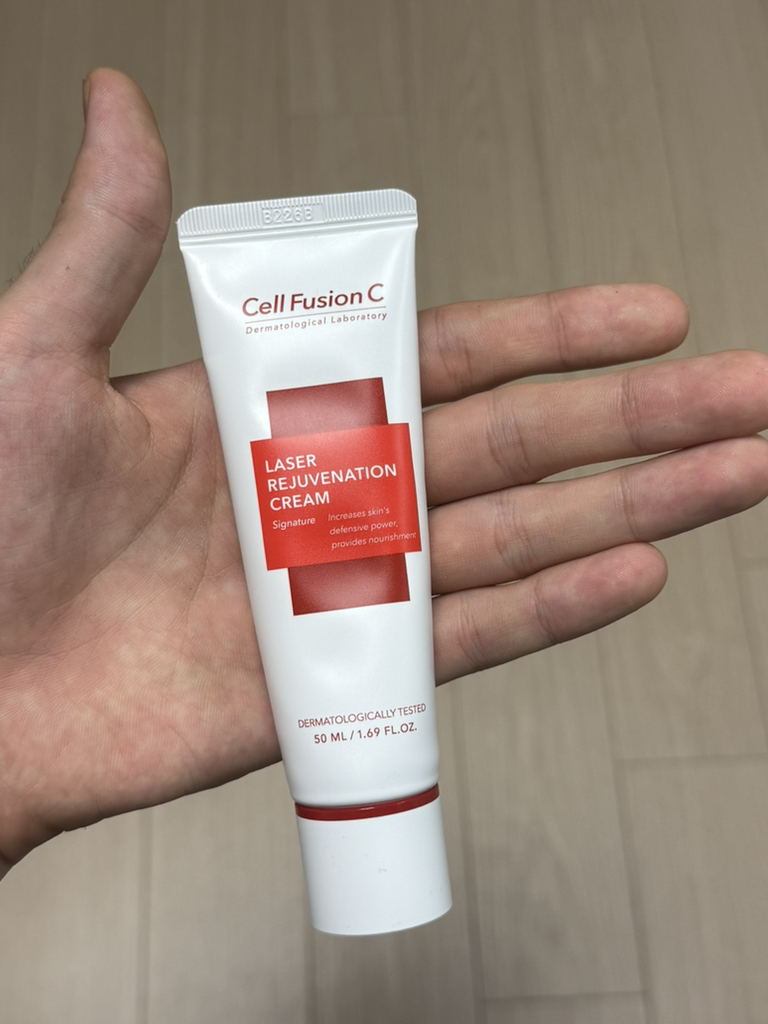 B226B
Cell Fusion C
Dermatological Laboratory
LASER
REJUVENATION
CREAM
Signature
Increases skin's
defensive power,
provides nourishment
DERMATOLOGICALLY TESTED
50 ML / 1.69 FL.OZ.